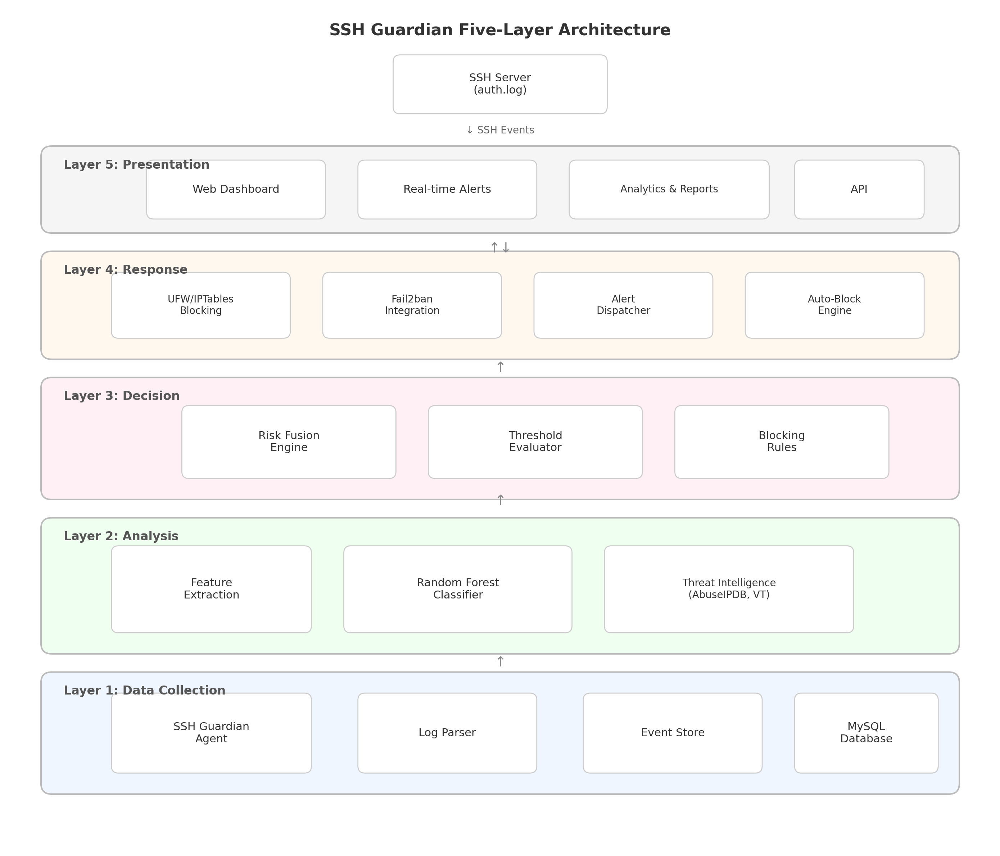 SSH Guardian Five-Layer Architecture
SSH Server
(auth.log)
↓ SSH Events
Layer 5: Presentation
Web Dashboard
Real-time Alerts
Analytics & Reports
API
↑↓
Layer 4: Response
UFW/IPTables
Blocking
Fail2ban
Integration
Alert
Dispatcher
Auto-Block
Engine
↑
Layer 3: Decision
Risk Fusion
Engine
Threshold
Evaluator
Blocking
Rules
↑
Layer 2: Analysis
Feature
Extraction
Random Forest
Classifier
Threat Intelligence
(AbuseIPDB, VT)
↑
Layer 1: Data Collection
SSH Guardian
Agent
Log Parser
Event Store
MySQL
Database